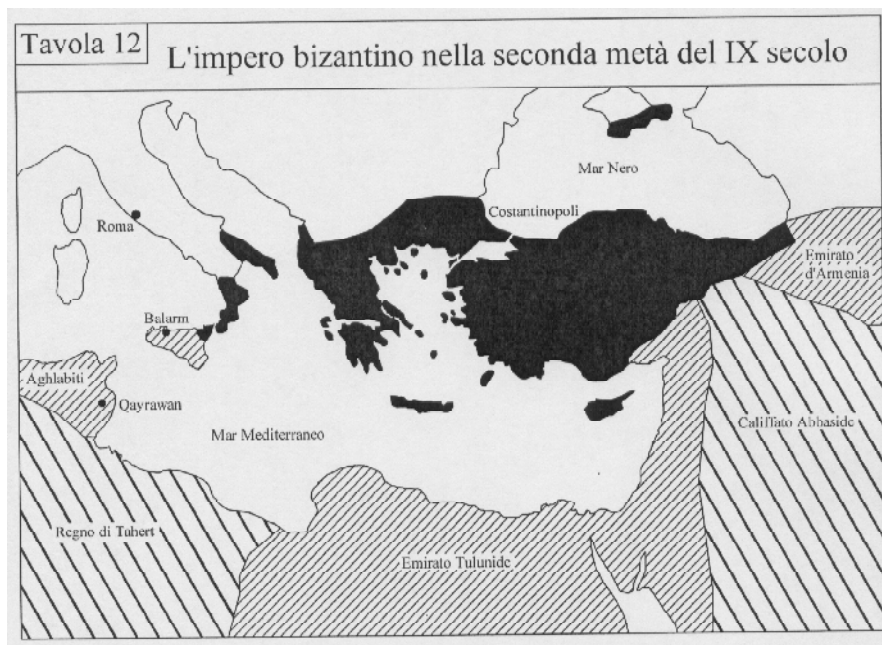 Tavola 12
L'impero bizantino nella seconda metà del IX secolo
Mar Nero
Costantinopoli
Roma
Emirato
d'Armenia
Balarm
Aghlabiti
Qayrawan
Mar Mediterraneo
Califfato Abbaside
Regno di Tahert
Emirato Tulunide